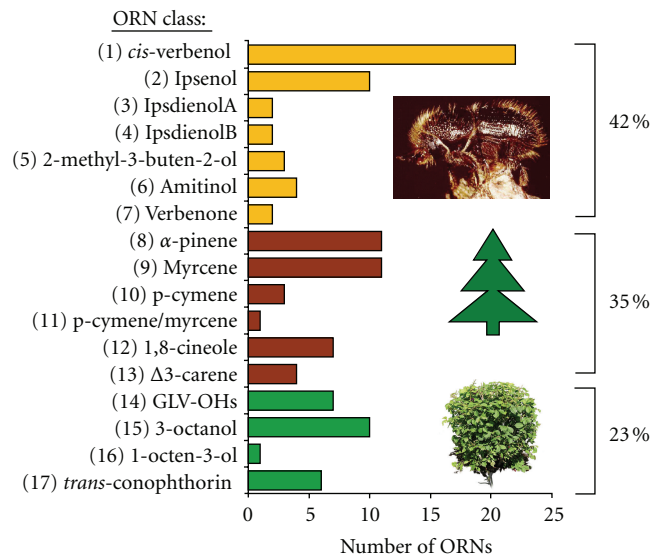 ORN class:
(1) cis-verbenol
(2) Ipsenol
(3) IpsdienolA
(4) IpsdienolB
(5) 2-methyl-3-buten-2-ol
(6) Amitinol
(7) Verbenone
(8) α-pinene
(9) Myrcene
(10) p-cymene
(11) p-cymene/myrcene
(12) 1,8-cineole
(13) Δ3-carene
(14) GLV-OHs
(15) 3-octanol
(16) 1-octen-3-ol
(17) trans-conophthorin
42%
35%
23%
0 5 10 15 20 25
Number of ORNs